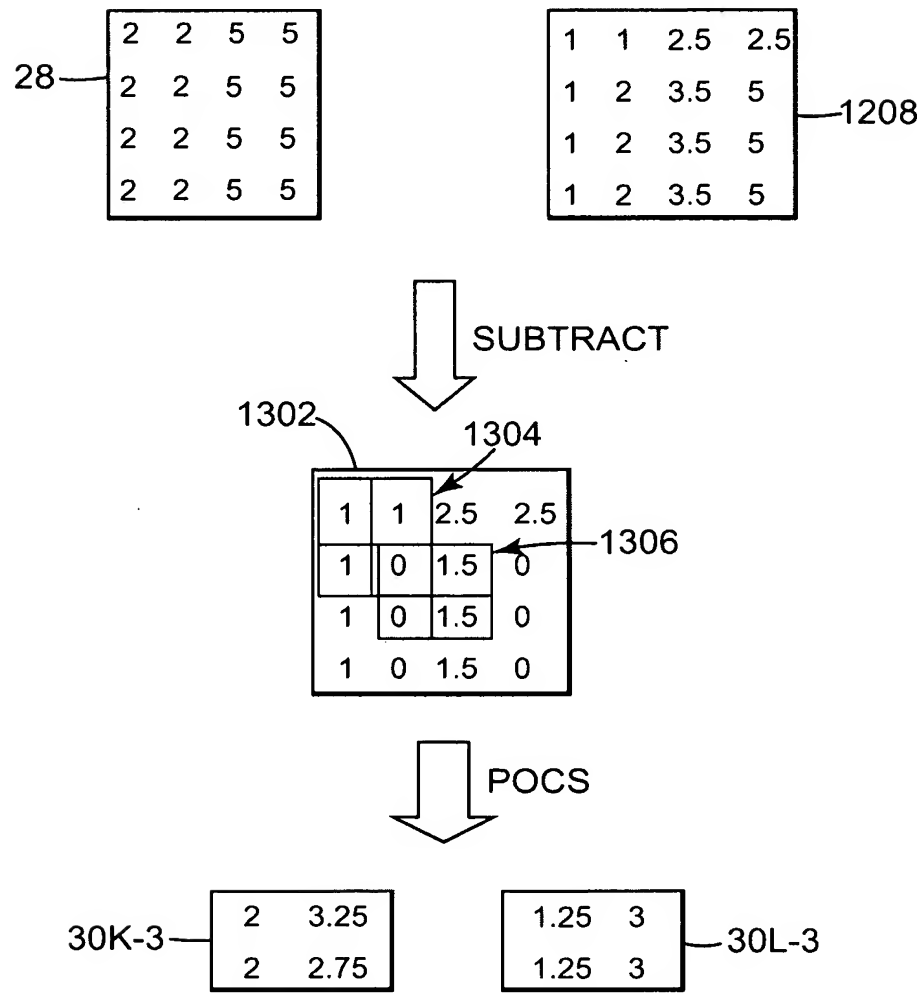 2 2 5 5
28
2 2 5 5
2 2 5 5
2 2 5 5
1 1 2.5 2.5
1 2 3.5 5
1208
1 2 3.5 5
1 2 3.5 5
SUBTRACT
1302
1304
1 1 2.5 2.5
1306
1 0 1.5 0
1 0 1.5 0
1 0 1.5 0
POCS
30K-3
2 3.25
2 2.75
1.25 3
1.25 3
30L-3